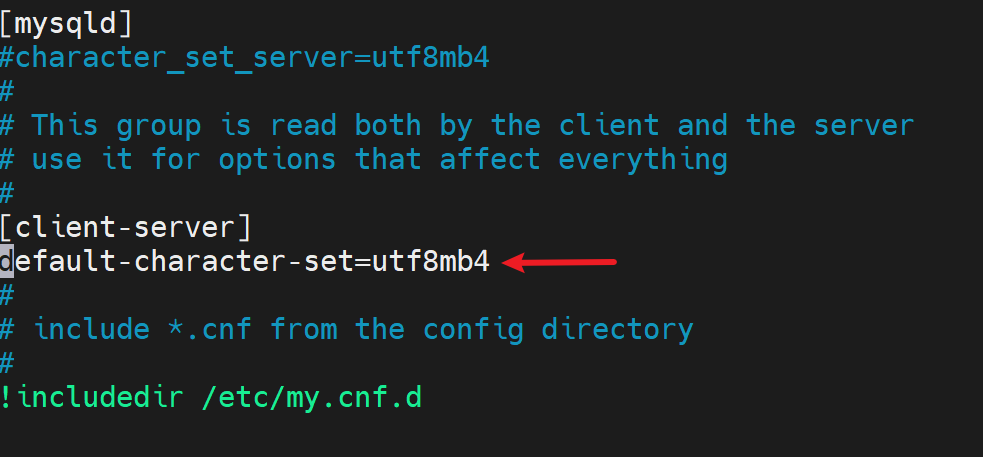 [mysqld]
#character_set_server=utf8mb4
#
# This group is read both by the client and the server
# use it for options that affect everything
#
[client-server]
default-character-set=utf8mb4
#
# include *.cnf from the config directory
#
!includedir /etc/my.cnf.d